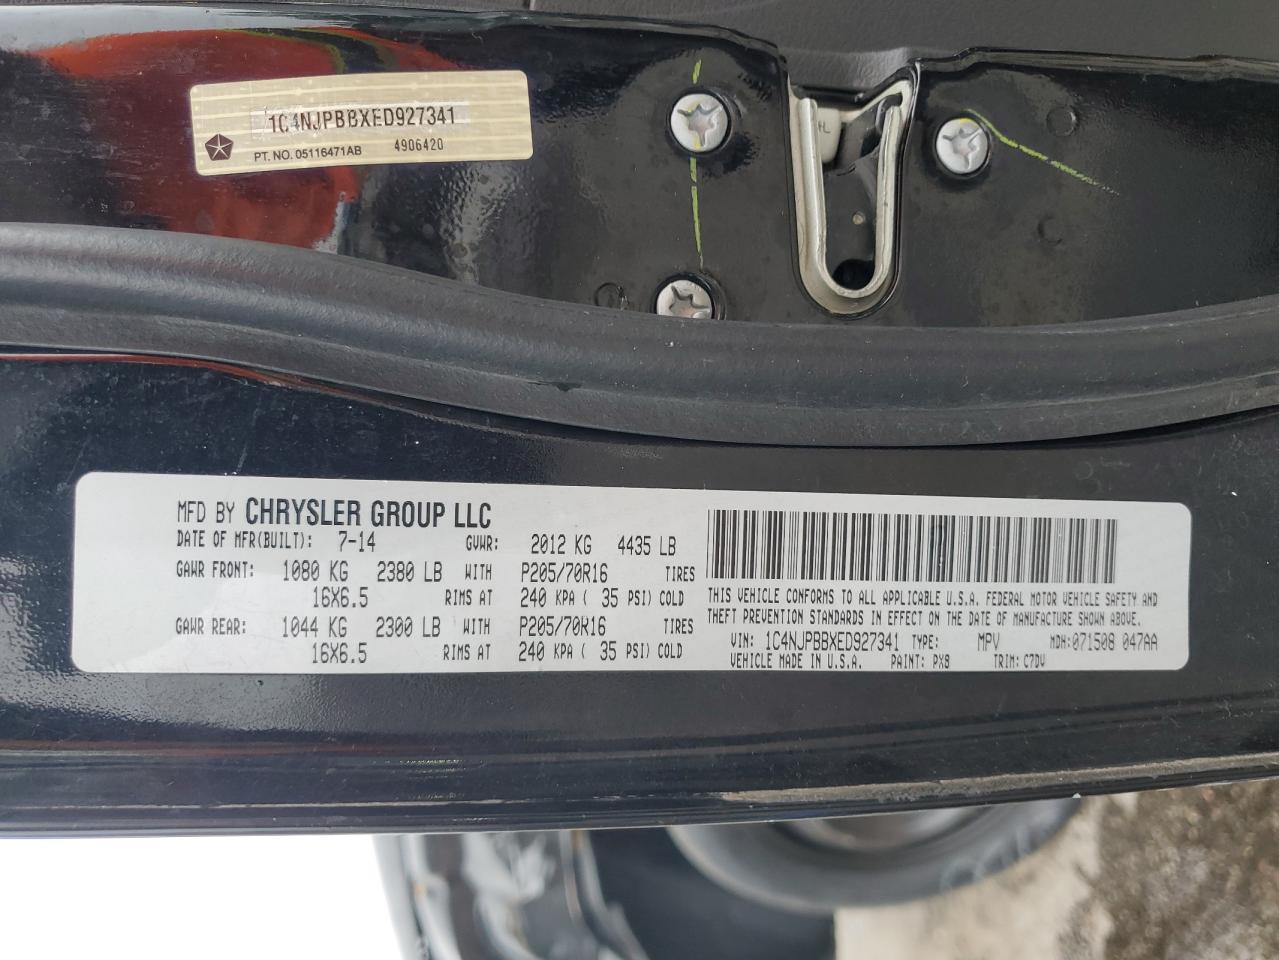 1C4NJPBBXED927341
PT. NO. 05116471AB 4906420
MFD BY CHRYSLER GROUP LLC
DATE OF MFR(BUILT): 7-14 GVWR: 2012 KG 4435 LB
GAWR FRONT: 1080 KG 2380 LB WITH P205/70R16 TIRES
16X6.5 RIMS AT 240 KPA ( 35 PSI) COLD
GAWR REAR: 1044 KG 2300 LB WITH P205/70R16 TIRES
16X6.5 RIMS AT 240 KPA ( 35 PSI) COLD
THIS VEHICLE CONFORMS TO ALL APPLICABLE U.S.A. FEDERAL MOTOR VEHICLE SAFETY AND
THEFT PREVENTION STANDARDS IN EFFECT ON THE DATE OF MANUFACTURE SHOWN ABOVE.
VIN: 1C4NJPBBXED927341 TYPE: MPV MDH: 071508 047AA
VEHICLE MADE IN U.S.A. PAINT: PX8 TRIM: C7DV